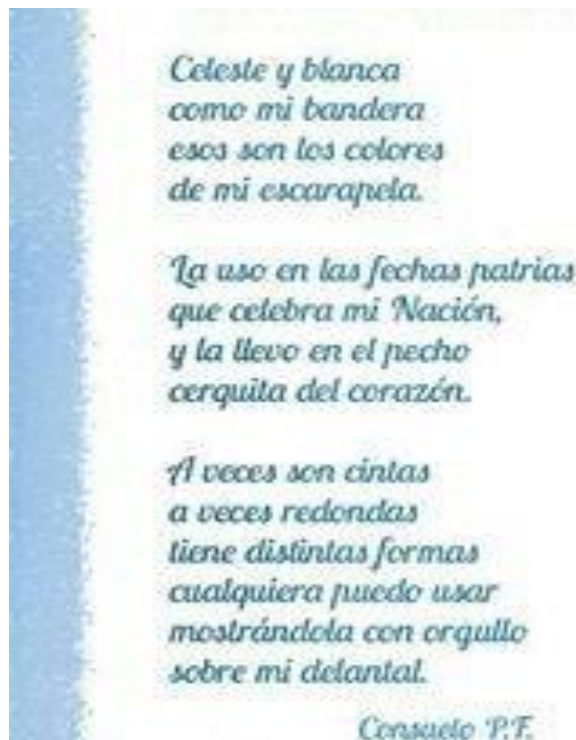 Celeste y blanca
como mi bandera
esos son los colores
de mi escarapela.
La uso en las fechas patrias
que celebra mi Nación,
y la llevo en el pecho
cerquita del corazón.
A veces son cintas
a veces redondas
tiene distintas formas
cualquiera puedo usar
mostrándola con orgullo
sobre mi delantal.
Consuelo P.F.